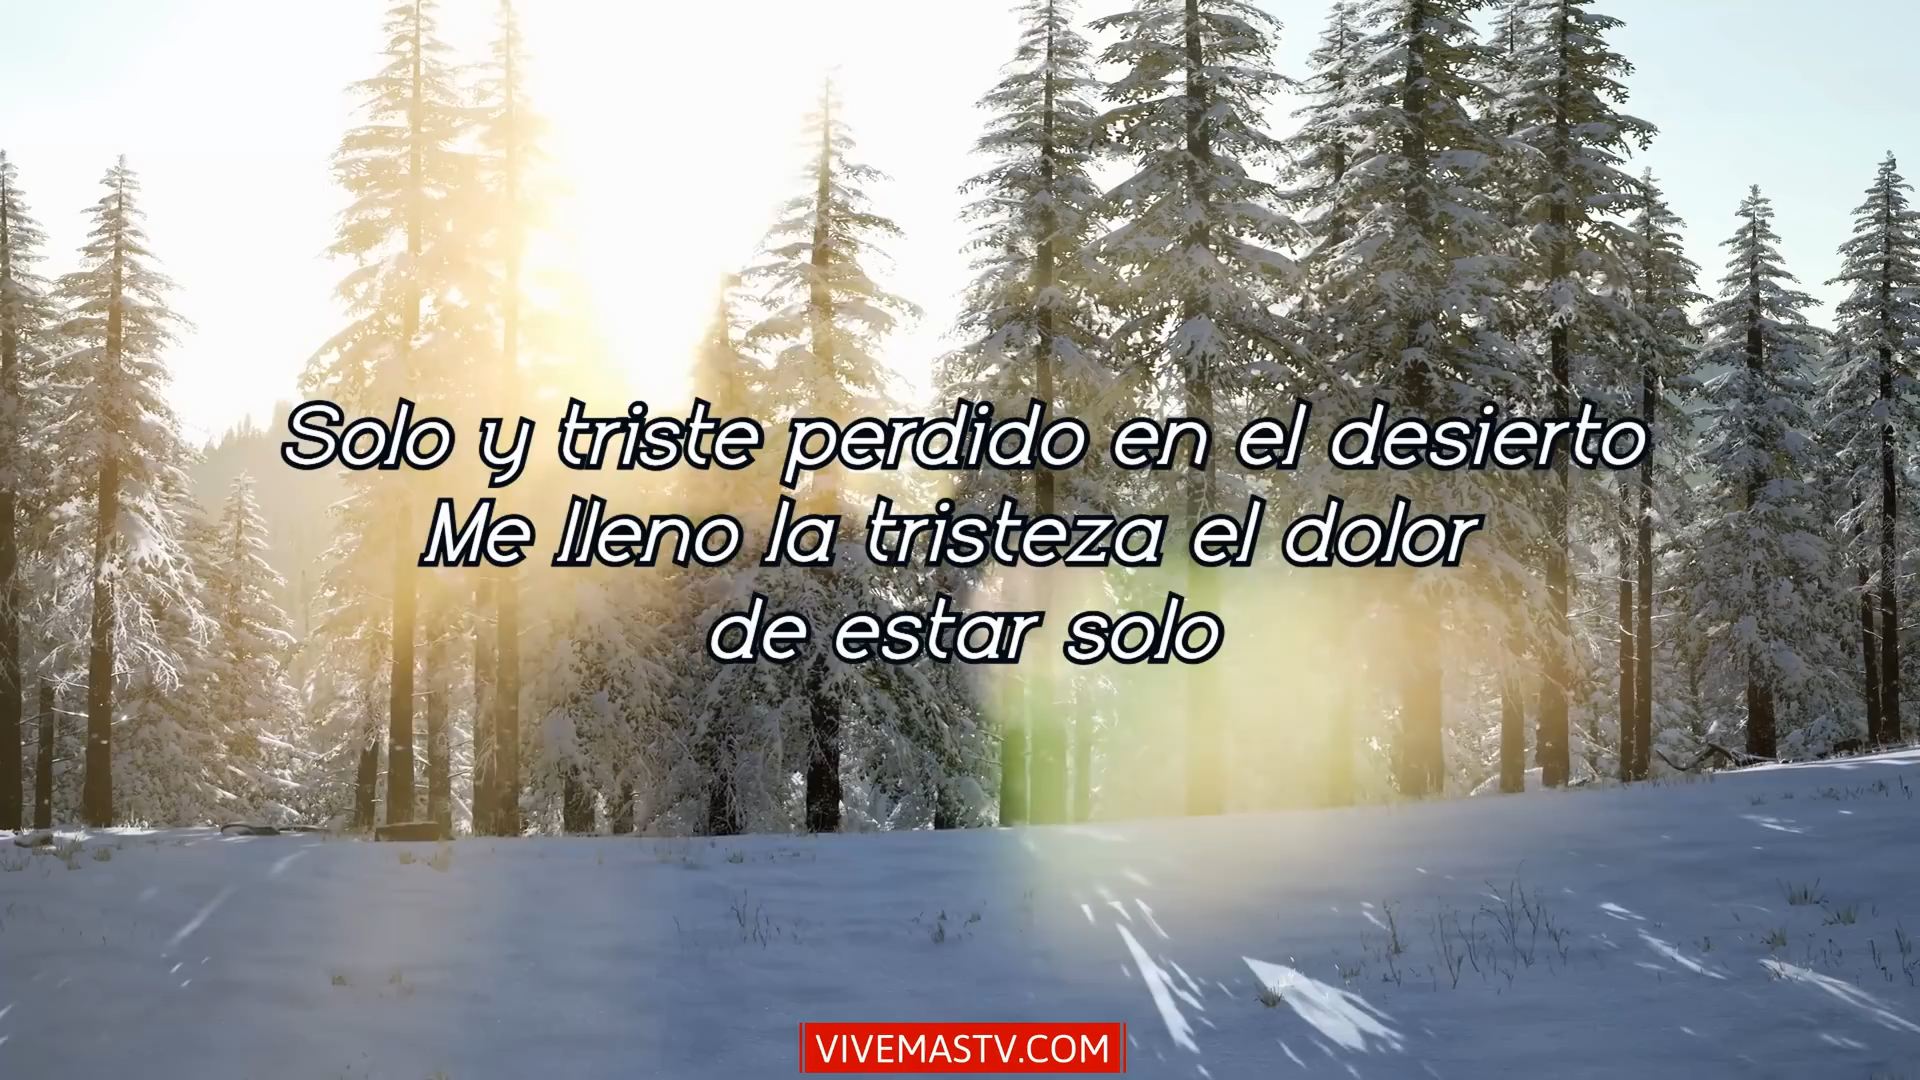 Solo y triste perdido en el desierto
Me lleno la tristeza el dolor
de estar solo
VIVEMASTV.COM